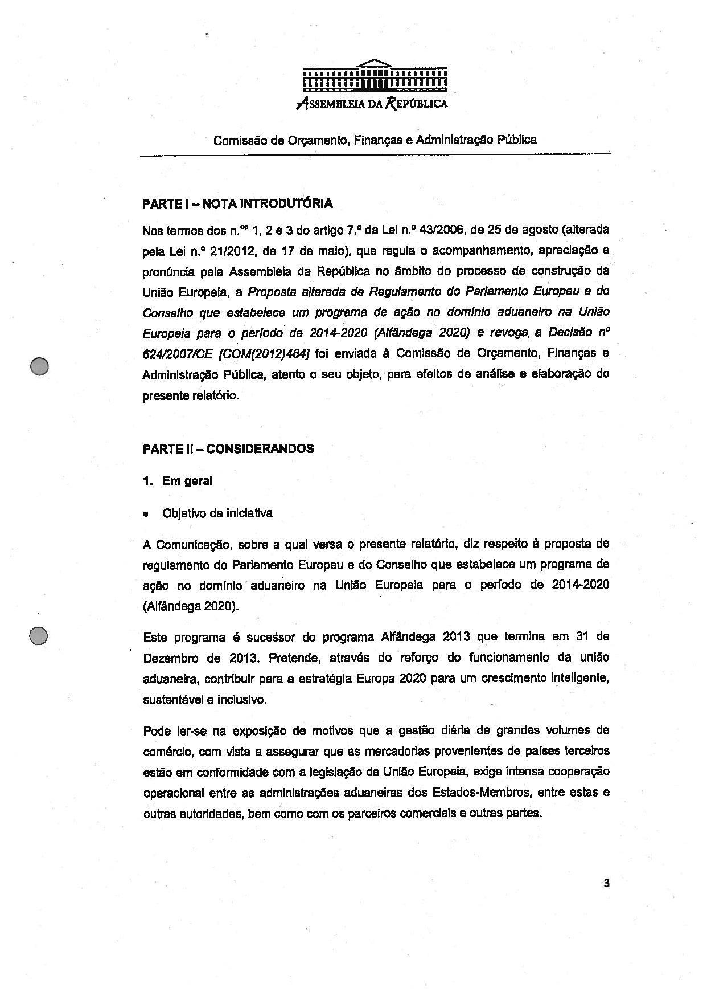 ASSEMBLEIA DA REPÚBLICA
Comissão de Orçamento, Finanças e Administração Pública
PARTE I – NOTA INTRODUTÓRIA
Nos termos dos n.ºs 1, 2 e 3 do artigo 7.º da Lei n.º 43/2006, de 25 de agosto (alterada
pela Lei n.º 21/2012, de 17 de maio), que regula o acompanhamento, apreciação e
pronúncia pela Assembleia da República no âmbito do processo de construção da
União Europeia, a Proposta alterada de Regulamento do Parlamento Europeu e do
Conselho que estabelece um programa de ação no domínio aduaneiro na União
Europeia para o período de 2014-2020 (Alfândega 2020) e revoga a Decisão nº
624/2007/CE [COM(2012)464] foi enviada à Comissão de Orçamento, Finanças e
Administração Pública, atento o seu objeto, para efeitos de análise e elaboração do
presente relatório.
PARTE II – CONSIDERANDOS
1. Em geral
• Objetivo da iniciativa
A Comunicação, sobre a qual versa o presente relatório, diz respeito à proposta de
regulamento do Parlamento Europeu e do Conselho que estabelece um programa de
ação no domínio aduaneiro na União Europeia para o período de 2014-2020
(Alfândega 2020).
Este programa é sucessor do programa Alfândega 2013 que termina em 31 de
Dezembro de 2013. Pretende, através do reforço do funcionamento da união
aduaneira, contribuir para a estratégia Europa 2020 para um crescimento inteligente,
sustentável e inclusivo.
Pode ler-se na exposição de motivos que a gestão diária de grandes volumes de
comércio, com vista a assegurar que as mercadorias provenientes de países terceiros
estão em conformidade com a legislação da União Europeia, exige intensa cooperação
operacional entre as administrações aduaneiras dos Estados-Membros, entre estas e
outras autoridades, bem como com os parceiros comerciais e outras partes.
3